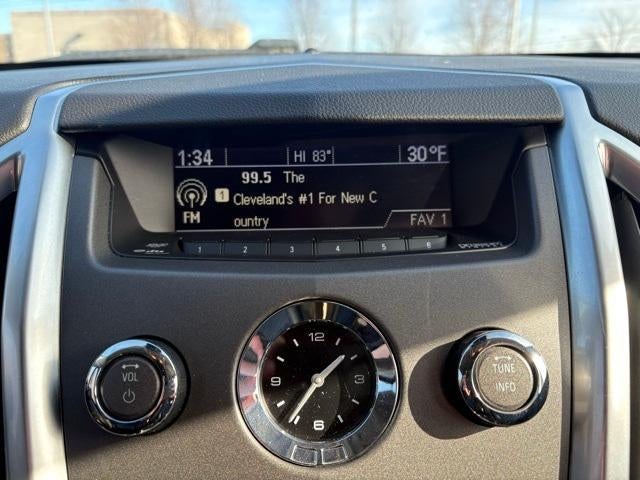 1:34 HI 83° 30°F
99.5 The
1 Cleveland's #1 For New C
FM ountry FAV 1
1 2 3 4 5 6
12
VOL
TUNE
INFO
9 3
6